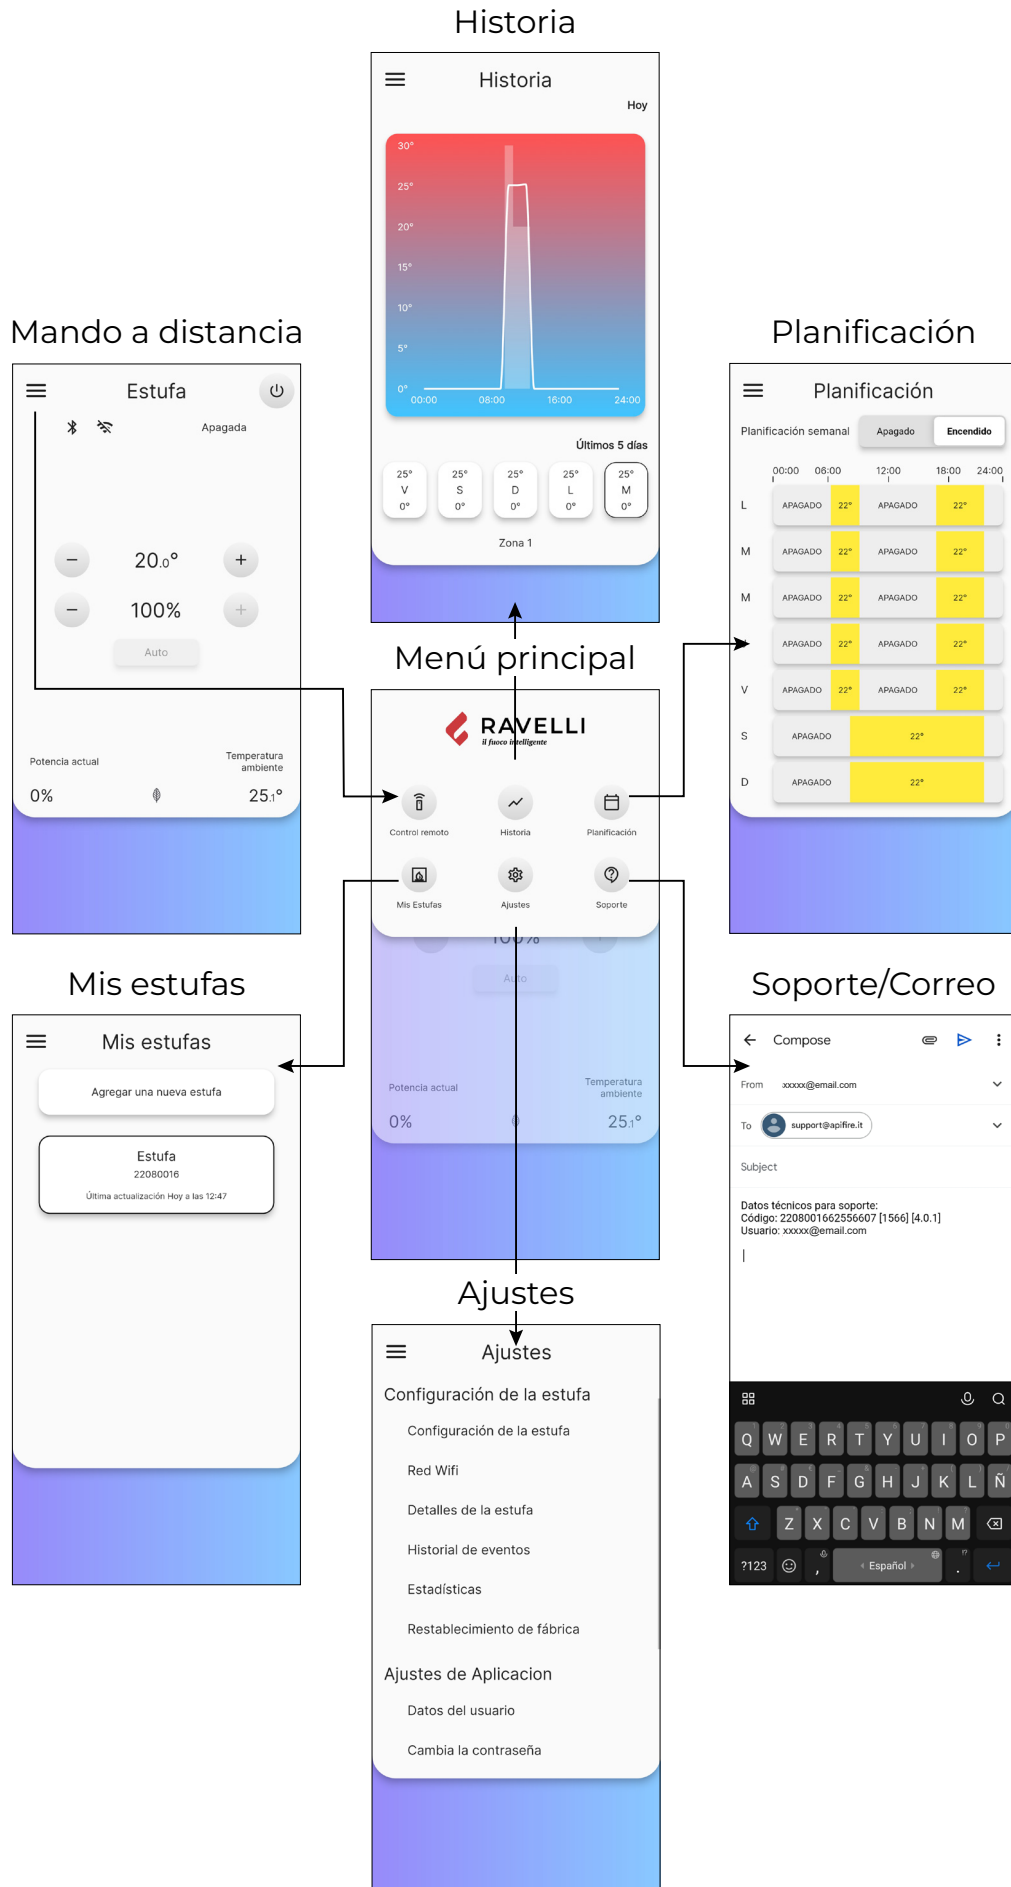 Historia
Historia
Hoy
30°
25°
20°
15°
10°
5°
0°
00:00 08:00 16:00 24:00
Últimos 5 días
25° 25° 25° 25° 25°
V S D L M
0° 0° 0° 0° 0°
Zona 1
Mando a distancia
Estufa
Apagada
20.0°
100%
Auto
Potencia actual
Temperatura
ambiente
0%
25.1°
Planificación
Planificación
Planificación semanal Apagado Encendido
00:00 06:00 12:00 18:00 24:00
L APAGADO 22° APAGADO 22°
M APAGADO 22° APAGADO 22°
M APAGADO 22° APAGADO 22°
APAGADO 22° APAGADO 22°
V APAGADO 22° APAGADO 22°
S APAGADO 22°
D APAGADO 22°
Menú principal
RAVELLI
il fuoco intelligente
Control remoto Historia Planificación
Mis Estufas Ajustes Soporte
100%
Auto
Potencia actual
Temperatura
ambiente
0%
25.1°
Mis estufas
Mis estufas
Agregar una nueva estufa
Estufa
22080016
Última actualización Hoy a las 12:47
Soporte/Correo
Compose
From xxxxx@email.com
To support@apifire.it
Subject
Datos técnicos para soporte:
Código: 2208001662556607 [1566] [4.0.1]
Usuario: xxxxx@email.com
Q W E R T Y U I O P
A S D F G H J K L Ñ
Z X C V B N M
?123 , Español .
Ajustes
Ajustes
Configuración de la estufa
Configuración de la estufa
Red Wifi
Detalles de la estufa
Historial de eventos
Estadísticas
Restablecimiento de fábrica
Ajustes de Aplicacion
Datos del usuario
Cambia la contraseña